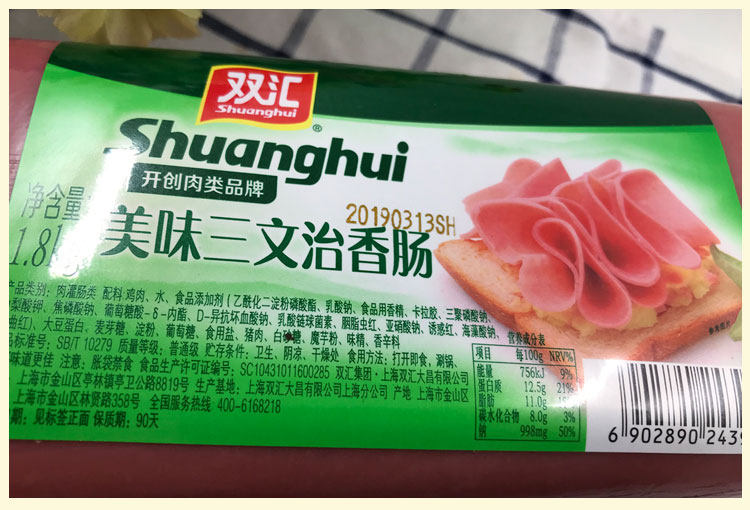 双汇
Shuanghui
Shuanghui®
开创肉类品牌
净含量
1.8k
20190313SH
美味三文治香肠
产品类别：肉灌肠类 配料：鸡肉、水、食品添加剂（乙酰化二淀粉磷酸酯、乳酸钠、食品用香精、卡拉胶、三聚磷酸钠、
梨酸钾、焦磷酸钠、葡萄糖酸-δ-内酯、D-异抗坏血酸钠、乳酸链球菌素、胭脂虫红、亚硝酸钠、诱惑红、海藻酸钠、
曲红）、大豆蛋白、麦芽糖、淀粉、葡萄糖、食用盐、猪肉、白砂糖、魔芋粉、味精、香辛料
品标准号：SB/T 10279 质量等级：普通级 贮存条件：卫生、阴凉、干燥处 食用方法：打开即食，涮锅、
味道更佳 注意：胀袋禁食 食品生产许可证编号：SC10431011600285 双汇集团·上海双汇大昌有限公司
上海市金山区亭林镇亭卫公路8819号 生产基地：上海双汇大昌有限公司上海分公司 产地 上海市金山区
上海市金山区林贤路358号 全国服务热线 400-6168218
期：见标签正面 保质期：90天
营养成分表
项目 每100g NRV%
能量 756kJ 9%
蛋白质 12.5g 21%
脂肪 11.0g
碳水化合物 8.0g 3%
钠 998mg 50%
6 902890 2439